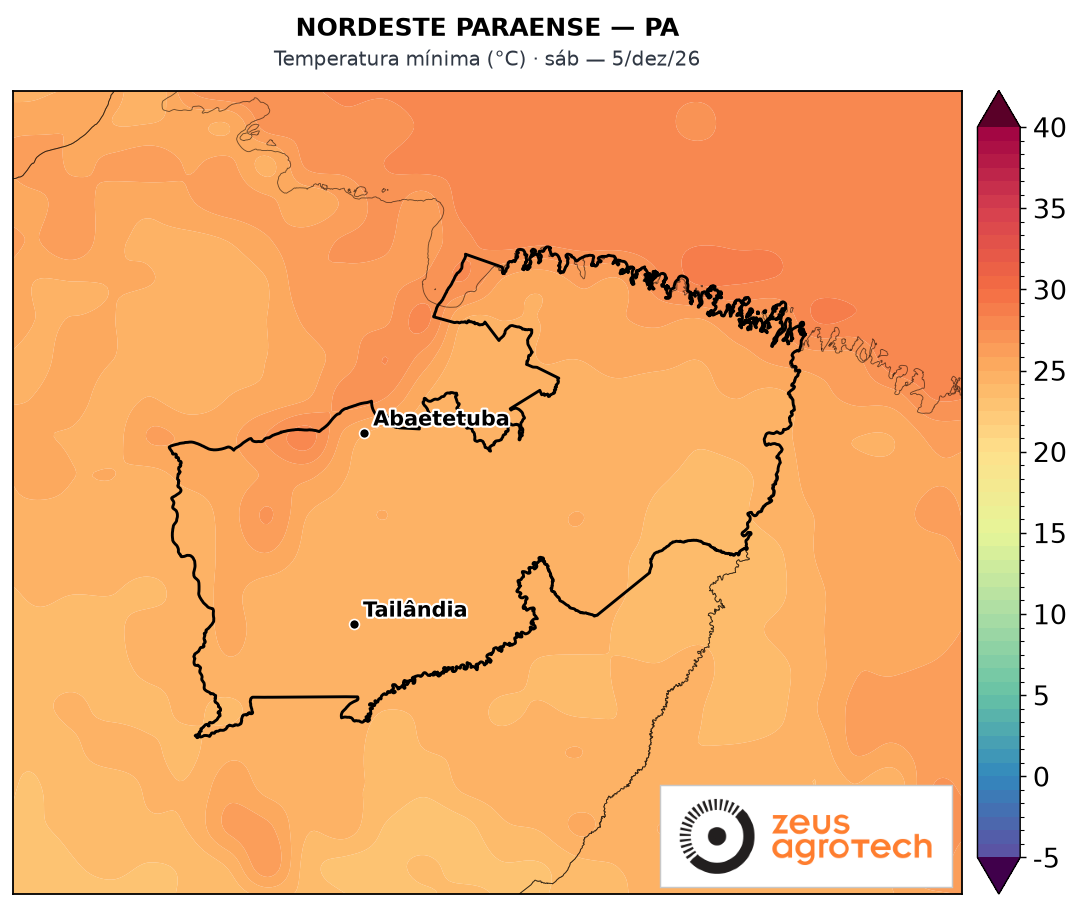 NORDESTE PARAENSE — PA
Temperatura mínima (°C) · sáb — 5/dez/26
40
35
30
25
20
15
10
5
0
-5
Abaetetuba
Tailândia
zeus
agrotech